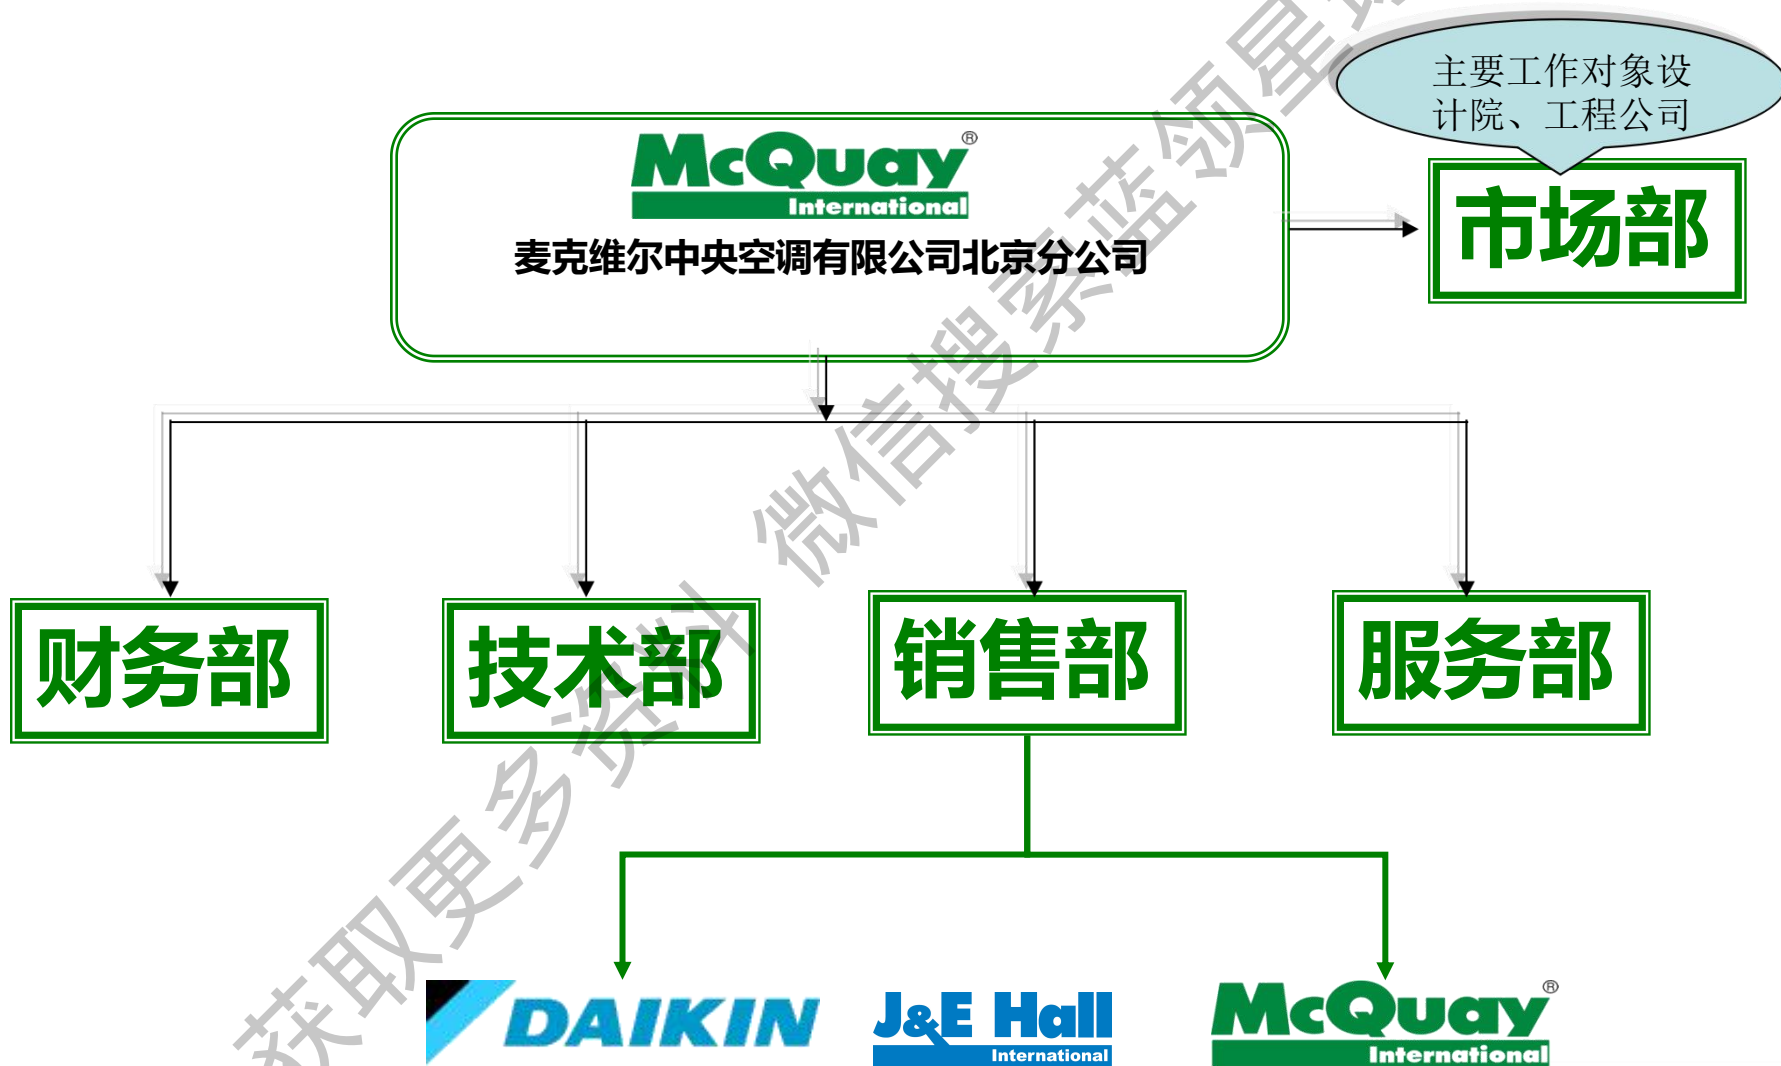 主要工作对象设
计院、工程公司
McQuay®
International
麦克维尔中央空调有限公司北京分公司
市场部
财务部
技术部
销售部
服务部
DAIKIN
J&E Hall
International
McQuay®
International
获取更多资料 微信搜索蓝领星球